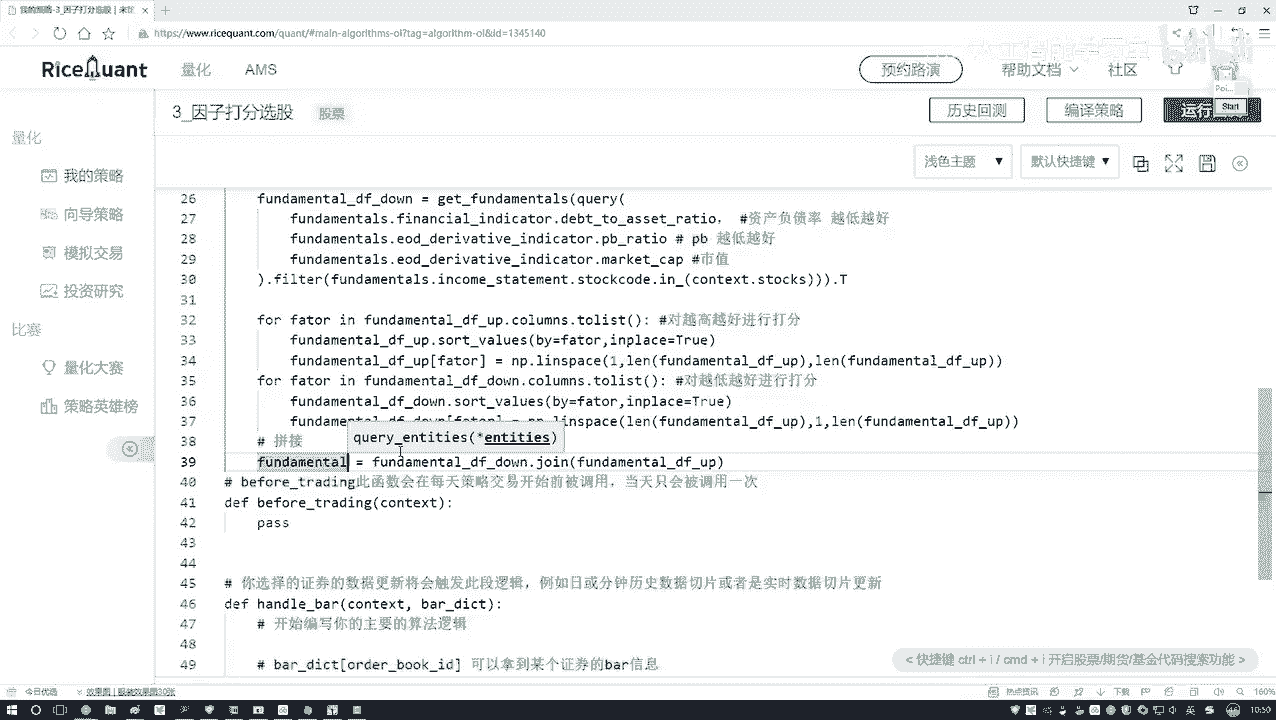 我的策略-3_因子打分选股 | 米
https://www.ricequant.com/quant/#main-algorithms-ol?tag=algorithm-ol&id=1345140
RiceQuant
量化
AMS
预约路演
帮助文档
社区
3_因子打分选股
股票
历史回测
编译策略
运行
Start
量化
我的策略
向导策略
模拟交易
投资研究
比赛
量化大赛
策略英雄榜
浅色主题 ▼
默认快捷键 ▼
26 fundamental_df_down = get_fundamentals(query(
27 fundamentals.financial_indicator.debt_to_asset_ratio, #资产负债率 越低越好
28 fundamentals.eod_derivative_indicator.pb_ratio # pb 越低越好
29 fundamentals.eod_derivative_indicator.market_cap #市值
30 ).filter(fundamentals.income_statement.stockcode.in_(context.stocks))).T
31
32 for fator in fundamental_df_up.columns.tolist(): #对越高越好进行打分
33 fundamental_df_up.sort_values(by=fator,inplace=True)
34 fundamental_df_up[fator] = np.linspace(1,len(fundamental_df_up),len(fundamental_df_up))
35 for fator in fundamental_df_down.columns.tolist(): #对越低越好进行打分
36 fundamental_df_down.sort_values(by=fator,inplace=True)
37 fundamental_df_down[fator] = np.linspace(len(fundamental_df_up),1,len(fundamental_df_up))
38 # 拼接
query_entities(*entities)
39 fundamental = fundamental_df_down.join(fundamental_df_up)
40 # before_trading此函数会在每天策略交易开始前被调用，当天只会被调用一次
41 def before_trading(context):
42 pass
43
44
45 # 你选择的证券的数据更新将会触发此段逻辑，例如日或分钟历史数据切片或者是实时数据切片更新
46 def handle_bar(context, bar_dict):
47 # 开始编写你的主要的算法逻辑
48
49 # bar_dict[order_book_id] 可以拿到某个证券的bar信息
< 快捷键 ctrl + i / cmd + i 开启股票/期货/基金代码搜索功能 >
今日优选
热点资讯
下载
160%
英
10:50